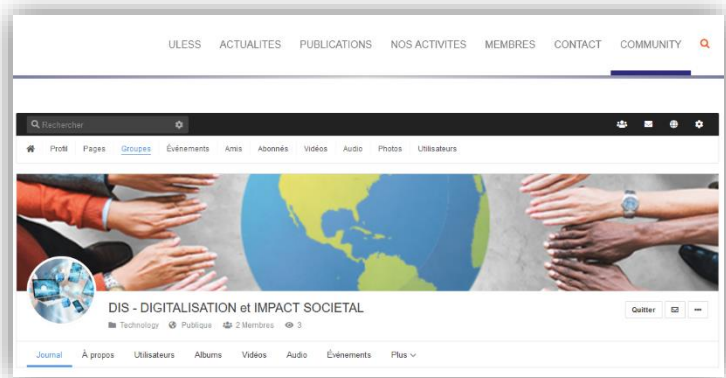 ULESS ACTUALITES PUBLICATIONS NOS ACTIVITES MEMBRES CONTACT COMMUNITY
Rechercher
Profil Pages Groupes Événements Amis Abonnés Vidéos Audio Photos Utilisateurs
DIS - DIGITALISATION et IMPACT SOCIETAL
Technology Publique 2 Membres 3
Quitter
Journal À propos Utilisateurs Albums Vidéos Audio Événements Plus